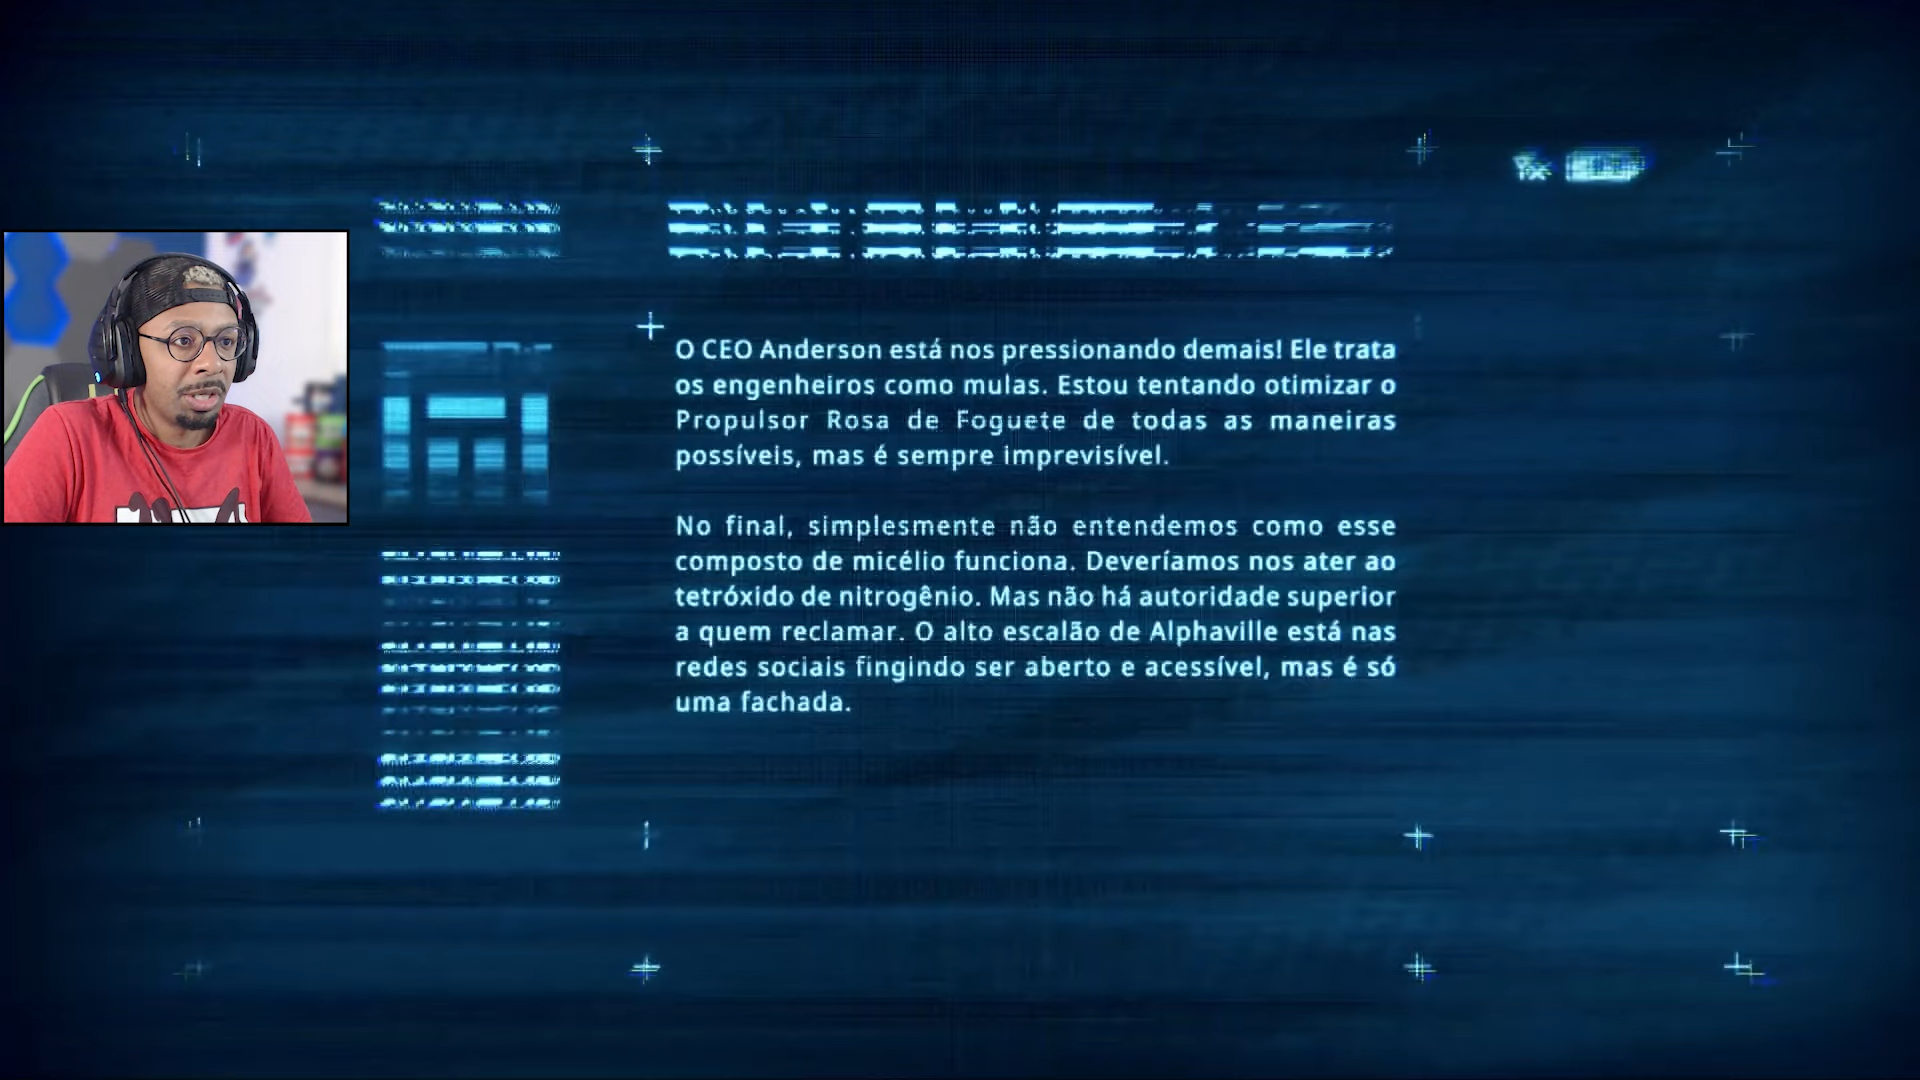 O CEO Anderson está nos pressionando demais! Ele trata
os engenheiros como mulas. Estou tentando otimizar o
Propulsor Rosa de Foguete de todas as maneiras
possíveis, mas é sempre imprevisível.
No final, simplesmente não entendemos como esse
composto de micélio funciona. Deveríamos nos ater ao
tetróxido de nitrogênio. Mas não há autoridade superior
a quem reclamar. O alto escalão de Alphaville está nas
redes sociais fingindo ser aberto e acessível, mas é só
uma fachada.